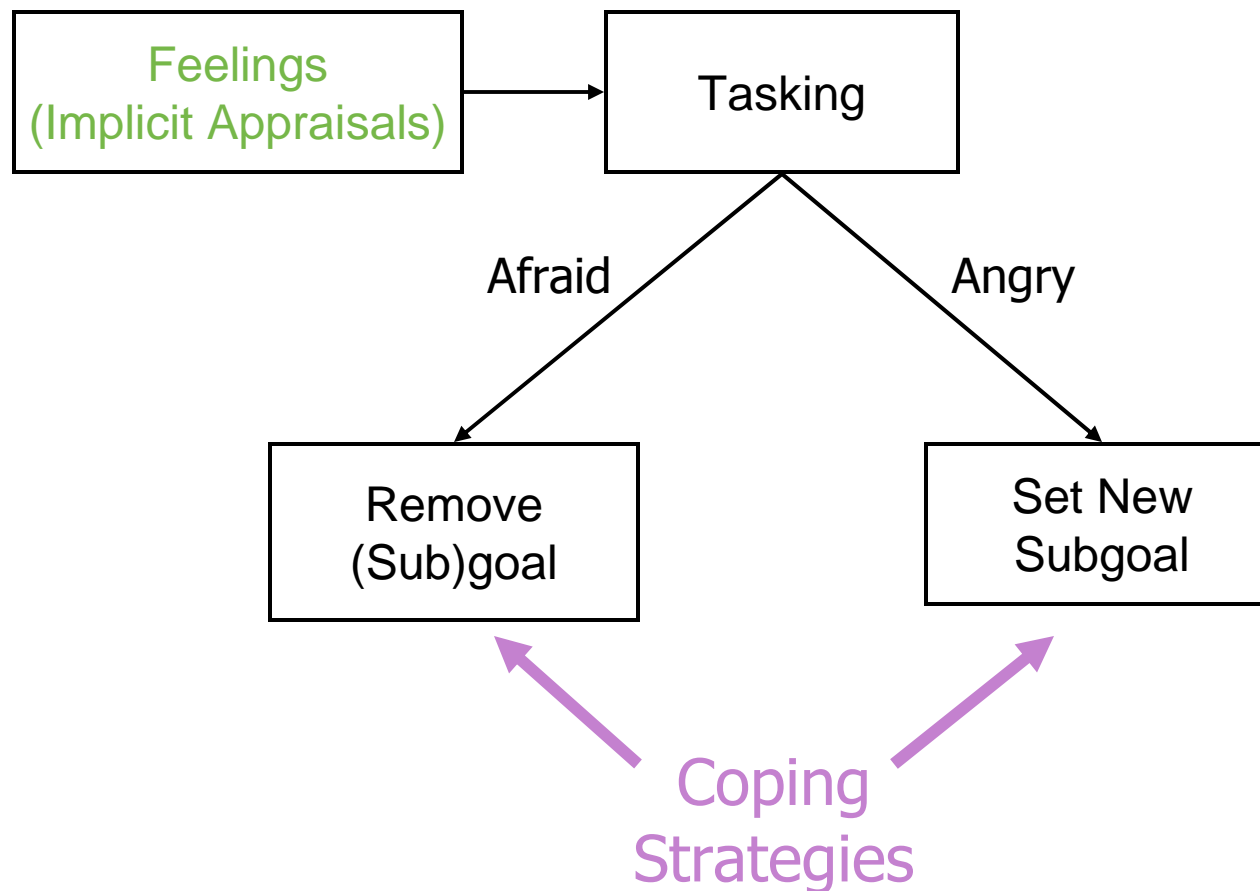 Feelings
(Implicit Appraisals)
Tasking
Afraid
Angry
Remove
(Sub)goal
Set New
Subgoal
Coping
Strategies